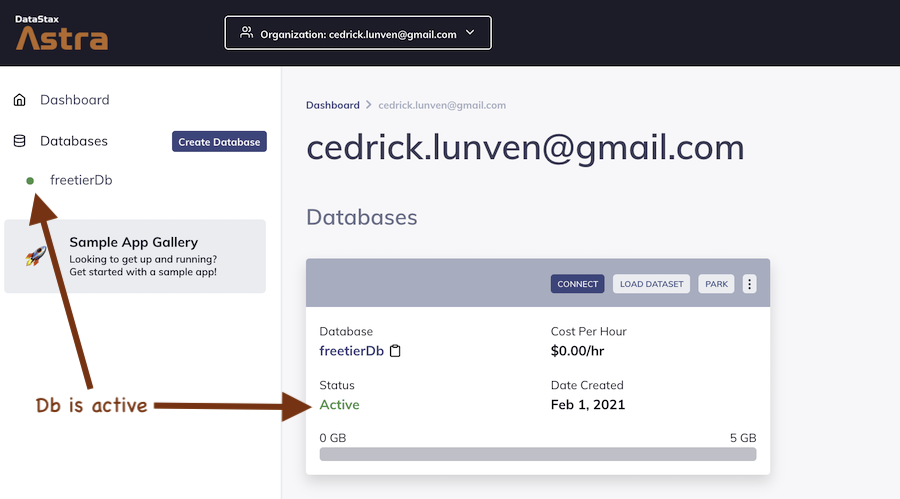 DataStax
Astra
Organization: cedrick.lunven@gmail.com
Dashboard
Databases
Create Database
freetierDb
Sample App Gallery
Looking to get up and running?
Get started with a sample app!
Db is active
Dashboard > cedrick.lunven@gmail.com
cedrick.lunven@gmail.com
Databases
CONNECT LOAD DATASET PARK
Database Cost Per Hour
freetierDb $0.00/hr
Status Date Created
Active Feb 1, 2021
0 GB 5 GB